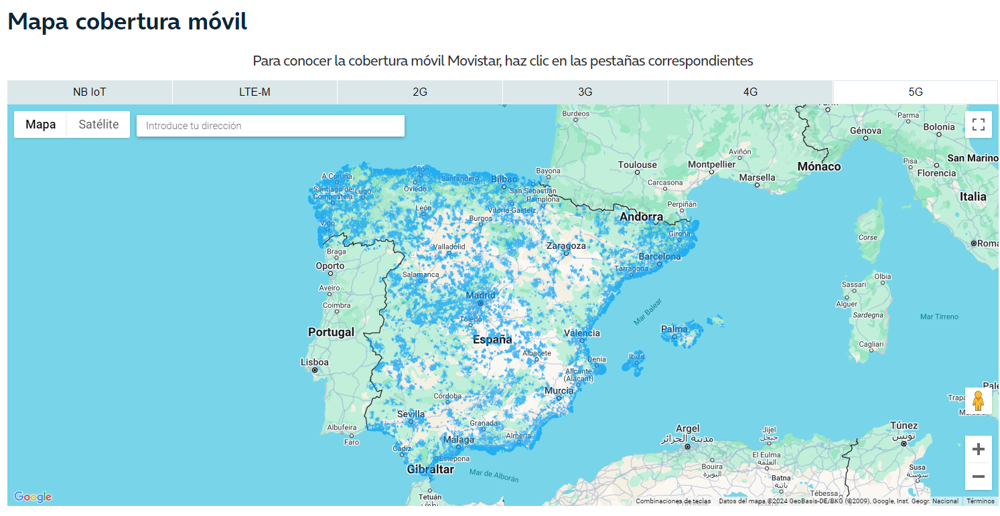 Mapa cobertura móvil
Para conocer la cobertura móvil Movistar, haz clic en las pestañas correspondientes
NB IoT
LTE-M
2G
3G
4G
5G
Mapa
Satélite
Introduce tu dirección
Burdeos
Parma
Génova
Bolonia
Aviñón
Toulouse
Montpellier
Mónaco
San Marino
Pisa
Florencia
Bayona
Marsella
Carcasona
A Coruña
Gijón
Santander
Bilbao
Santiago de
Compostela
Lugo
Oviedo
San Sebastián
Pamplona
Italia
León
Vitoria-Gasteiz
Burgos
Perpiñán
Andorra
Vigo
Girona
Corse
Roma
Braga
Valladolid
Zaragoza
Barcelona
Oporto
Salamanca
Tarragona
Olbia
Sassari
Aveiro
Madrid
Alguer
Coímbra
Mar Balear
Sardegna
Mar Tirreno
Toledo
Portugal
España
Valencia
Palma
Cagliari
Albacete
Lisboa
Denia
Ibiza
Alicante
(Alacant)
Murcia
Córdoba
Sevilla
Albufeira
Granada
Faro
Málaga
Almería
Argel
مدينة الجزائر
Jijel
جيجل
Túnez
تونس
Cádiz
Estepona
Gibraltar
Mar de Alborán
El Eulma
العلمة
Bouira
البويرة
Susa
سوسة
Batna
باتنة
Tetuán
تطوان
Tébessa
Google
Combinaciones de teclas
Datos del mapa ©2024 GeoBasis-DE/BKG (©2009), Google, Inst. Geogr. Nacional
Términos